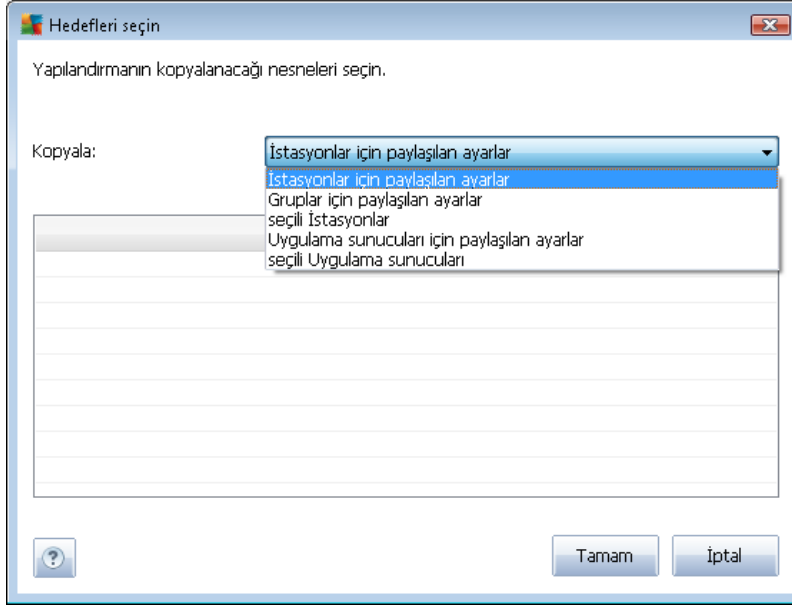 Hedefleri seçin
Yapılandırmanın kopyalanacağı nesneleri seçin.
Kopyala: İstasyonlar için paylaşılan ayarlar
İstasyonlar için paylaşılan ayarlar
Gruplar için paylaşılan ayarlar
seçili İstasyonlar
Uygulama sunucuları için paylaşılan ayarlar
seçili Uygulama sunucuları
? Tamam İptal